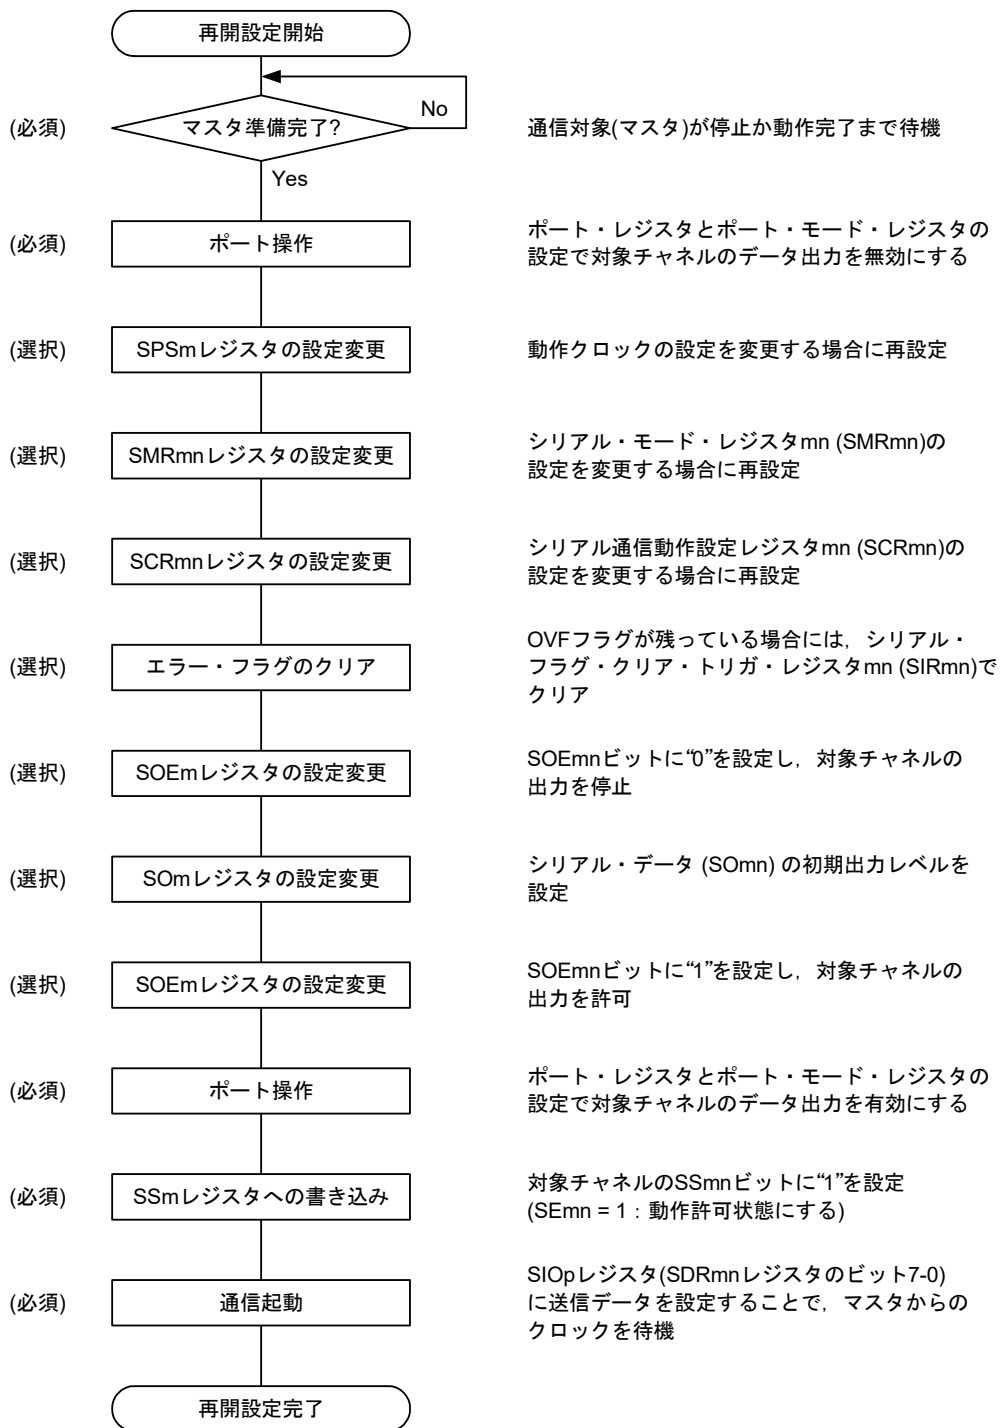 再開設定開始
No
(必須)
マスタ準備完了?
通信対象(マスタ)が停止か動作完了まで待機
Yes
(必須)
ポート操作
ポート・レジスタとポート・モード・レジスタの
設定で対象チャネルのデータ出力を無効にする
(選択)
SPSmレジスタの設定変更
動作クロックの設定を変更する場合に再設定
(選択)
SMRmnレジスタの設定変更
シリアル・モード・レジスタmn (SMRmn)の
設定を変更する場合に再設定
(選択)
SCRmnレジスタの設定変更
シリアル通信動作設定レジスタmn (SCRmn)の
設定を変更する場合に再設定
(選択)
エラー・フラグのクリア
OVFフラグが残っている場合には，シリアル・
フラグ・クリア・トリガ・レジスタmn (SIRmn)で
クリア
(選択)
SOEmレジスタの設定変更
SOEmnビットに“0”を設定し，対象チャネルの
出力を停止
(選択)
SOmレジスタの設定変更
シリアル・データ (SOmn) の初期出力レベルを
設定
(選択)
SOEmレジスタの設定変更
SOEmnビットに“1”を設定し，対象チャネルの
出力を許可
(必須)
ポート操作
ポート・レジスタとポート・モード・レジスタの
設定で対象チャネルのデータ出力を有効にする
(必須)
SSmレジスタへの書き込み
対象チャネルのSSmnビットに“1”を設定
(SEmn = 1：動作許可状態にする)
(必須)
通信起動
SIOpレジスタ(SDRmnレジスタのビット7-0)
に送信データを設定することで，マスタからの
クロックを待機
再開設定完了